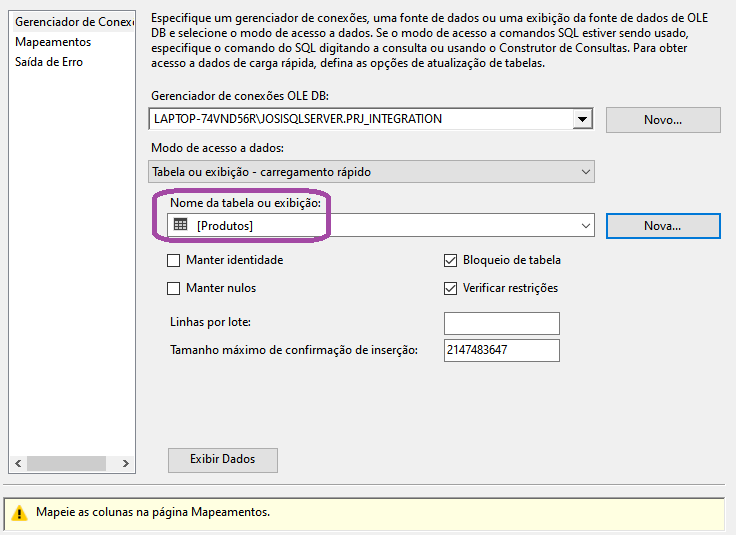 Gerenciador de Conex
Mapeamentos
Saída de Erro
Especifique um gerenciador de conexões, uma fonte de dados ou uma exibição da fonte de dados de OLE
DB e selecione o modo de acesso a dados. Se o modo de acesso a comandos SQL estiver sendo usado,
especifique o comando do SQL digitando a consulta ou usando o Construtor de Consultas. Para obter
acesso a dados de carga rápida, defina as opções de atualização de tabelas.
Gerenciador de conexões OLE DB:
LAPTOP-74VND56R\JOSISQLSERVER.PRJ_INTEGRATION
Novo...
Modo de acesso a dados:
Tabela ou exibição - carregamento rápido
Nome da tabela ou exibição:
[Produtos]
Nova...
Manter identidade
Bloqueio de tabela
Manter nulos
Verificar restrições
Linhas por lote:
Tamanho máximo de confirmação de inserção:
2147483647
Exibir Dados
Mapeie as colunas na página Mapeamentos.